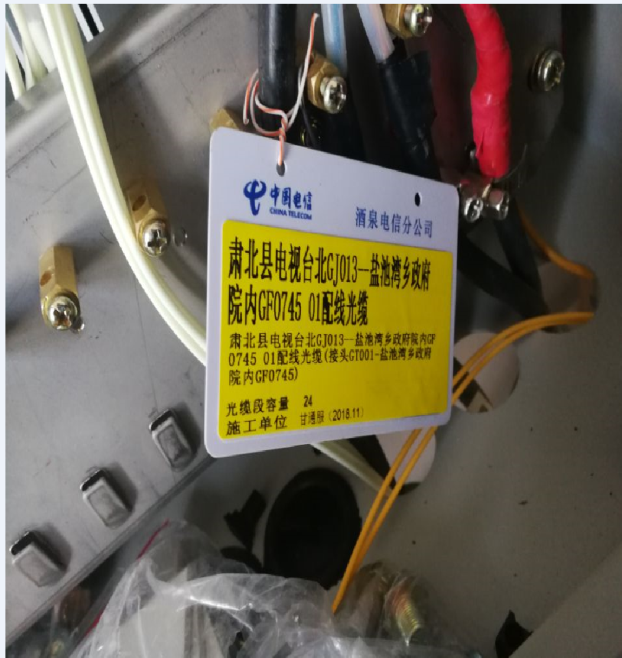 中国电信
CHINA TELECOM
酒泉电信分公司
肃北县电视台北GJ013—盐池湾乡政府
院内GF0745 01配线光缆
肃北县电视台北GJ013—盐池湾乡政府院内GF
0745 01配线光缆(接头GT001-盐池湾乡政府
院内GF0745)
光缆段容量 24
施工单位 甘通服（2018.11）